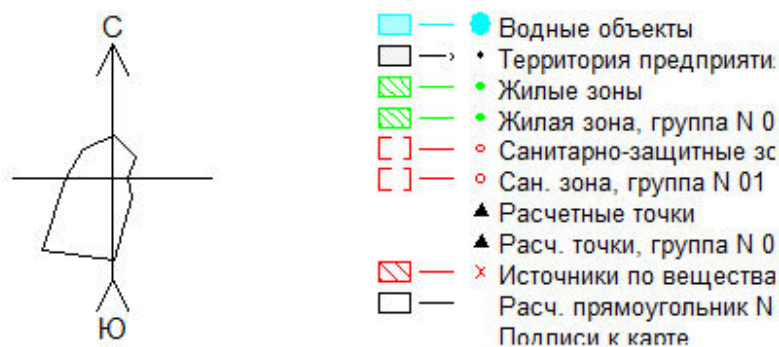 С
Ю
Водные объекты
Территория предприяти
Жилые зоны
Жилая зона, группа N 0
Санитарно-защитные зо
Сан. зона, группа N 01
Расчетные точки
Расч. точки, группа N 0
Источники по вещества
Расч. прямоугольник N
Подписи к карте